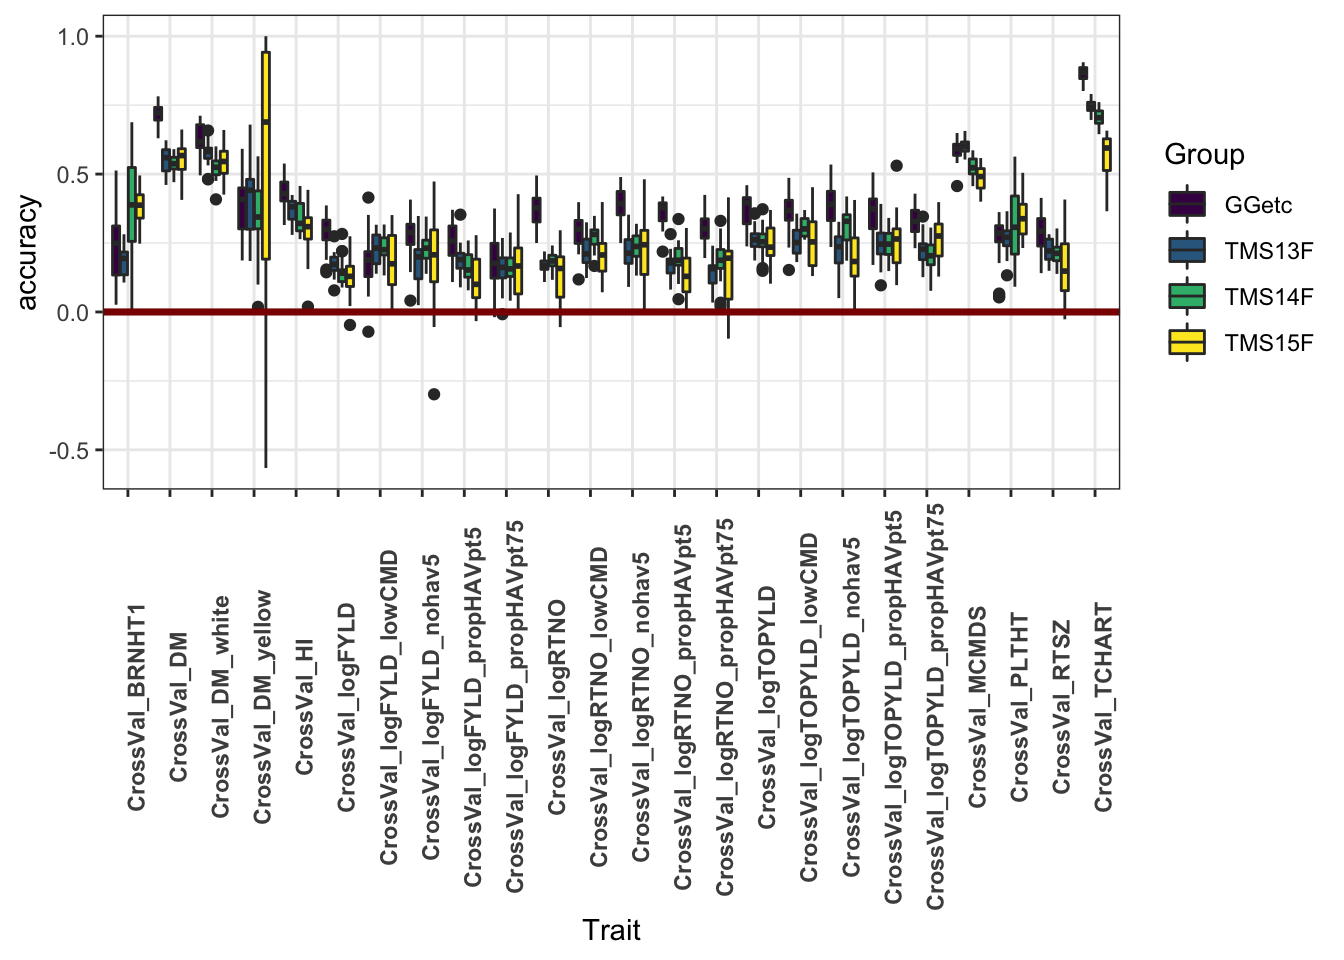 1.0
0.5
0.0
-0.5
accuracy
CrossVal_BRNHT1
CrossVal_DM
CrossVal_DM_white
CrossVal_DM_yellow
CrossVal_HI
CrossVal_logFYLD
CrossVal_logFYLD_lowCMD
CrossVal_logFYLD_nohav5
CrossVal_logFYLD_propHAVpt5
CrossVal_logFYLD_propHAVpt75
CrossVal_logRTNO
CrossVal_logRTNO_lowCMD
CrossVal_logRTNO_nohav5
CrossVal_logRTNO_propHAVpt5
CrossVal_logRTNO_propHAVpt75
CrossVal_logTOPYLD
CrossVal_logTOPYLD_lowCMD
CrossVal_logTOPYLD_nohav5
CrossVal_logTOPYLD_propHAVpt5
CrossVal_logTOPYLD_propHAVpt75
CrossVal_MCMDS
CrossVal_PLTHT
CrossVal_RTSZ
CrossVal_TCHART
Trait
Group
GGetc
TMS13F
TMS14F
TMS15F